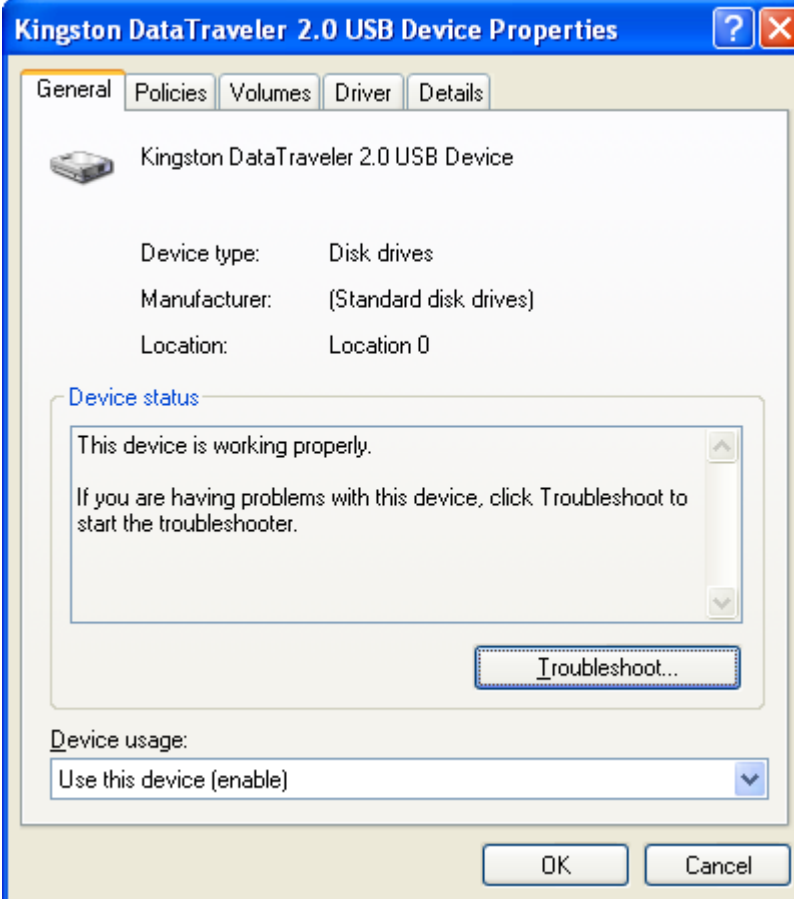 Kingston DataTraveler 2.0 USB Device Properties
General Policies Volumes Driver Details
Kingston DataTraveler 2.0 USB Device
Device type: Disk drives
Manufacturer: (Standard disk drives)
Location: Location 0
Device status
This device is working properly.
If you are having problems with this device, click Troubleshoot to
start the troubleshooter.
Troubleshoot...
Device usage:
Use this device (enable)
OK Cancel